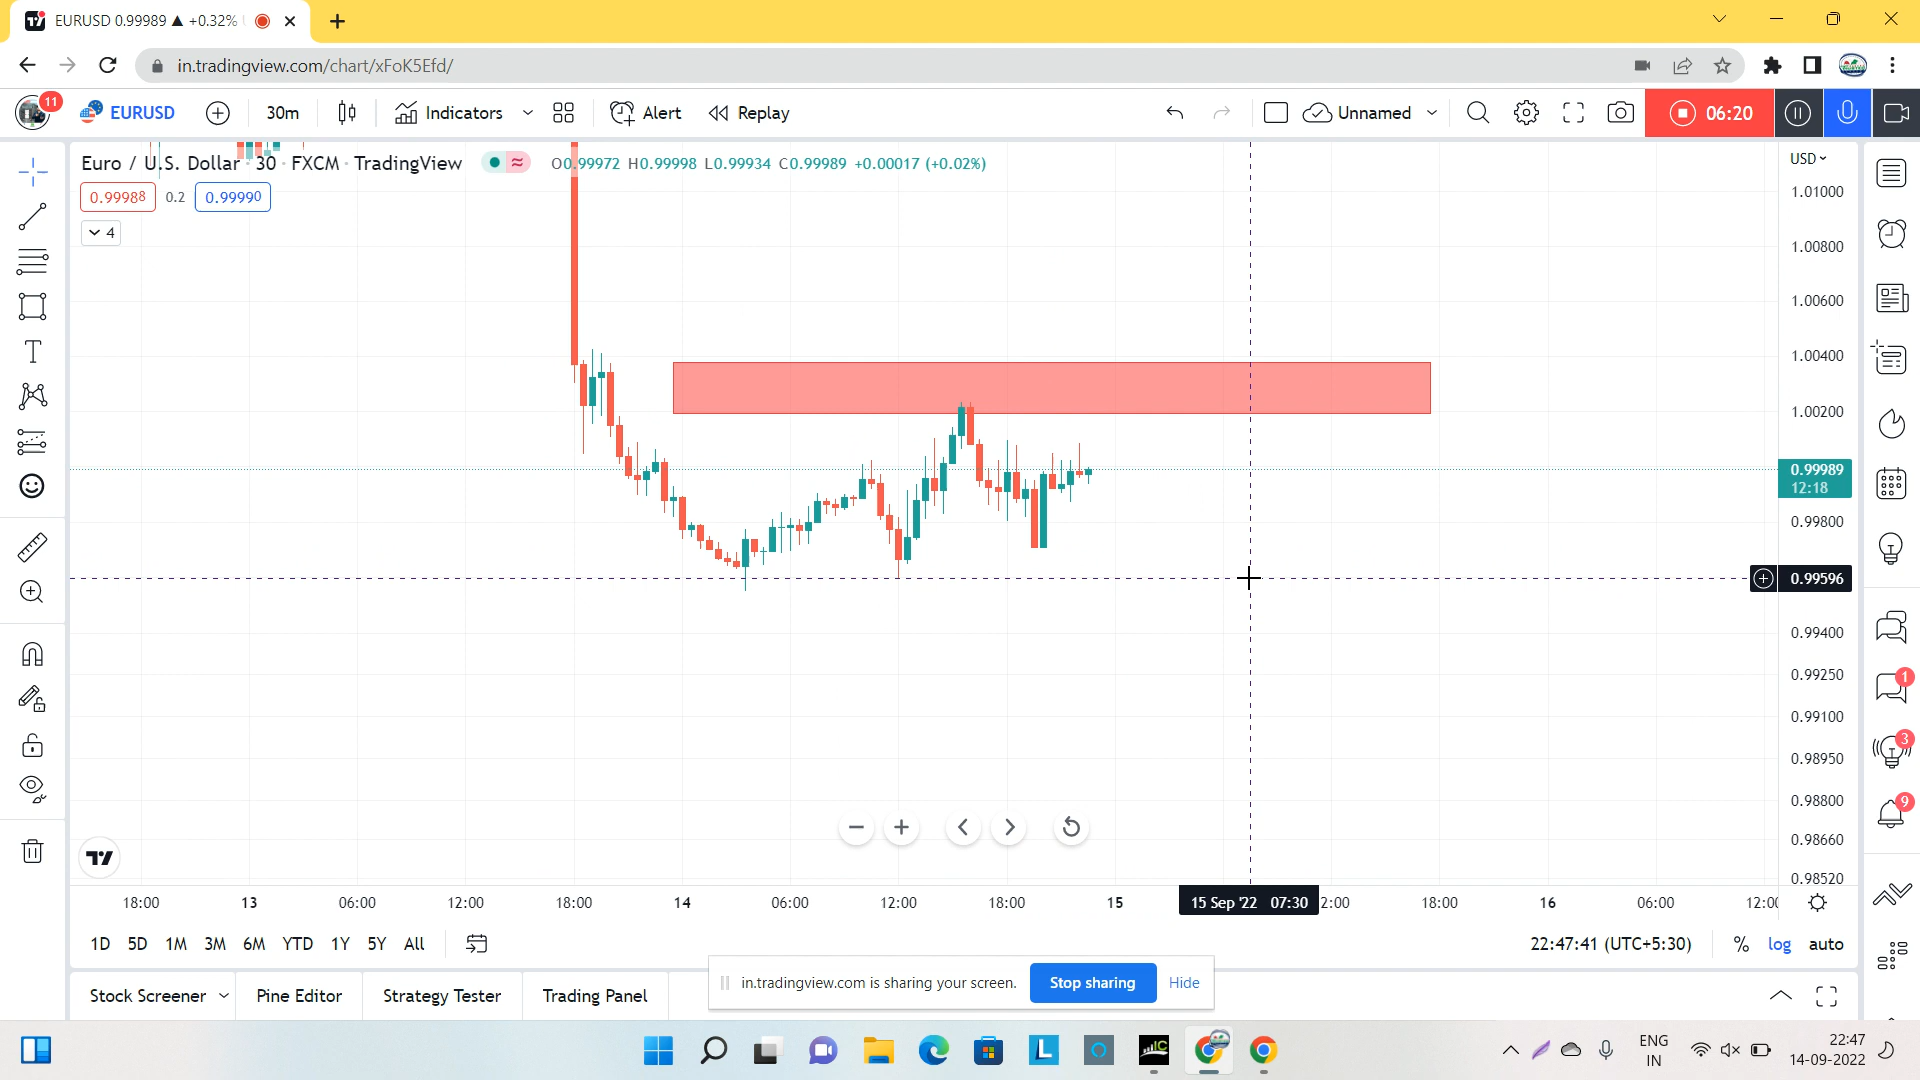 EURUSD 0.99989 ▲ +0.32%
in.tradingview.com/chart/xFoK5Efd/
11 EURUSD 30m Indicators Alert Replay Unnamed 06:20
Euro / U.S. Dollar · 30 · FXCM · TradingView O0.99972 H0.99998 L0.99934 C0.99989 +0.00017 (+0.02%)
USD
0.99988 0.2 0.99990
4
1.01000
1.00800
1.00600
1.00400
1.00200
0.99989
12:18
0.99800
0.99596
0.99400
0.99250
0.99100
0.98950
0.98800
0.98660
0.98520
1
3
9
18:00 13 06:00 12:00 18:00 14 06:00 12:00 18:00 15 15 Sep '22 07:30 2:00 18:00 16 06:00 12:00
1D 5D 1M 3M 6M YTD 1Y 5Y All 22:47:41 (UTC+5:30) % log auto
in.tradingview.com is sharing your screen. Stop sharing Hide
Stock Screener Pine Editor Strategy Tester Trading Panel
ENG
IN
22:47
14-09-2022